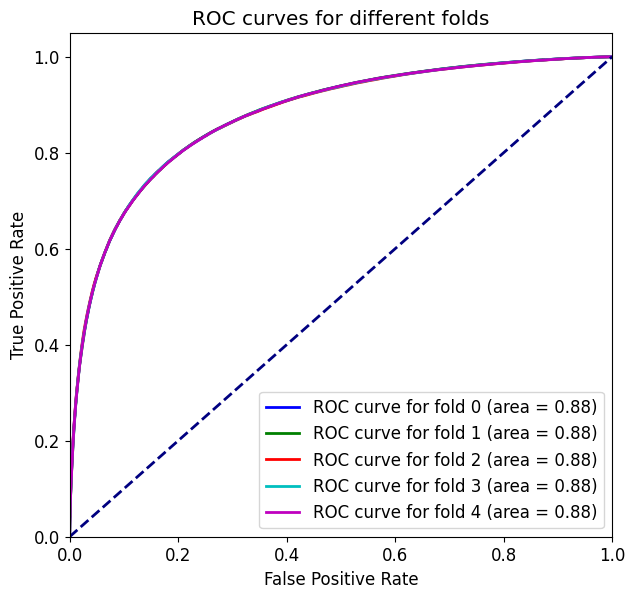 ROC curves for different folds
True Positive Rate
1.0
0.8
0.6
0.4
0.2
0.0
ROC curve for fold 0 (area = 0.88)
ROC curve for fold 1 (area = 0.88)
ROC curve for fold 2 (area = 0.88)
ROC curve for fold 3 (area = 0.88)
ROC curve for fold 4 (area = 0.88)
0.0 0.2 0.4 0.6 0.8 1.0
False Positive Rate